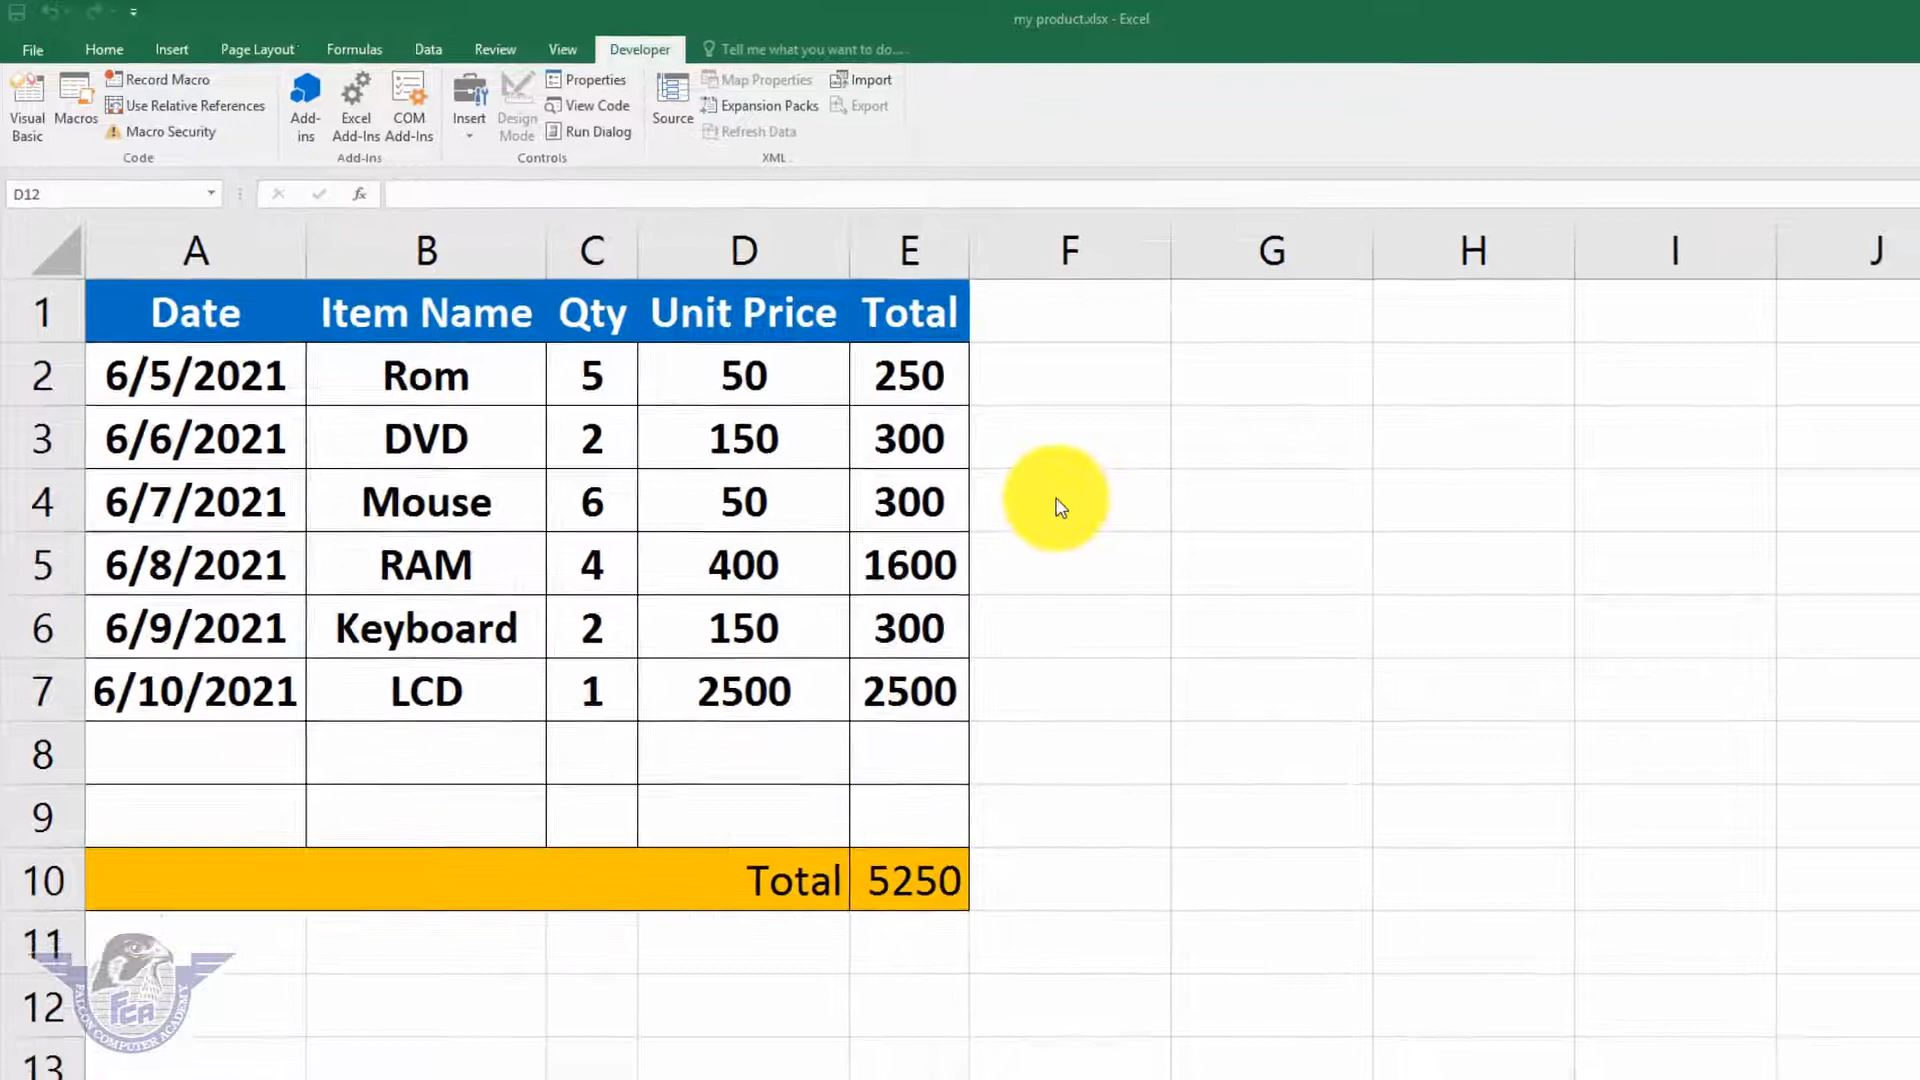 my product.xlsx - Excel
File Home Insert Page Layout Formulas Data Review View Developer Tell me what you want to do...
Visual Basic
Macros
Record Macro
Use Relative References
Macro Security
Code
Add-ins
Excel Add-Ins
COM Add-Ins
Add-Ins
Insert
Design Mode
Properties
View Code
Run Dialog
Controls
Source
Map Properties
Expansion Packs
Refresh Data
Import
Export
XML
D12 fx
A B C D E F G H I J
1 Date Item Name Qty Unit Price Total
2 6/5/2021 Rom 5 50 250
3 6/6/2021 DVD 2 150 300
4 6/7/2021 Mouse 6 50 300
5 6/8/2021 RAM 4 400 1600
6 6/9/2021 Keyboard 2 150 300
7 6/10/2021 LCD 1 2500 2500
8
9
10 Total 5250
11
12
13
FCA
FALCON COMPUTER ACADEMY